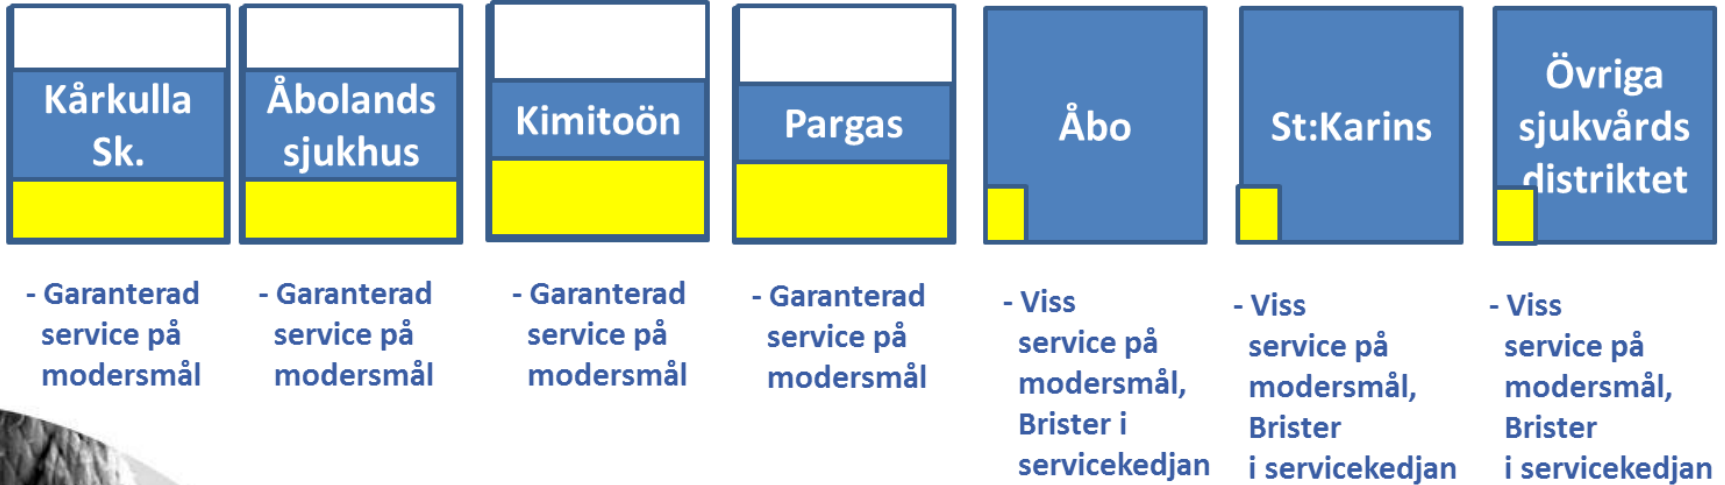 Kårkulla
Sk.
Åbolands
sjukhus
Kimitoön
Pargas
Åbo
St:Karins
Övriga
sjukvårds
distriktet
- Garanterad
service på
modersmål
- Garanterad
service på
modersmål
- Garanterad
service på
modersmål
- Garanterad
service på
modersmål
- Viss
service på
modersmål,
Brister i
servicekedjan
- Viss
service på
modersmål,
Brister
i servicekedjan
- Viss
service på
modersmål,
Brister
i servicekedjan